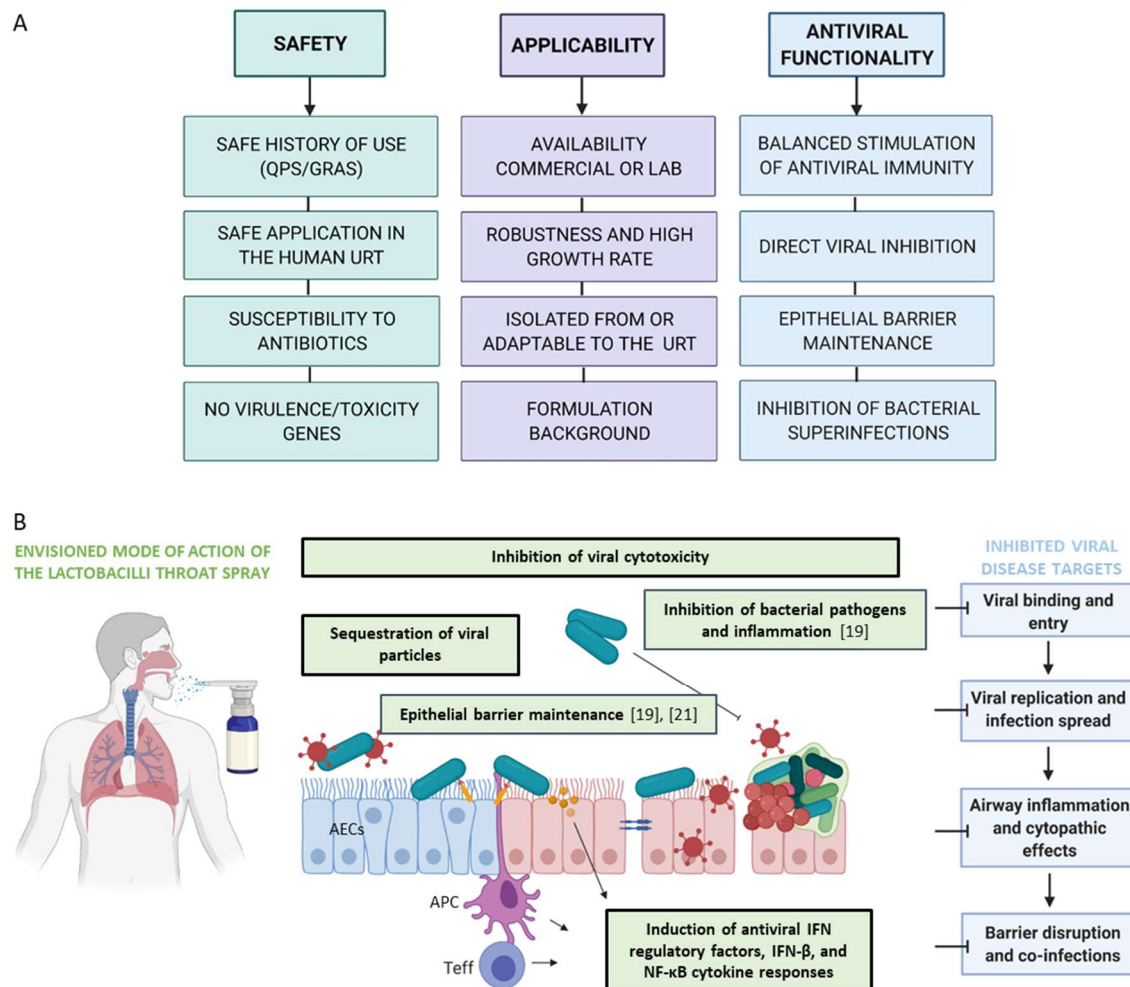 A
SAFETY
SAFE HISTORY OF USE
(QPS/GRAS)
SAFE APPLICATION IN
THE HUMAN URT
SUSCEPTIBILITY TO
ANTIBIOTICS
NO VIRULENCE/TOXICITY
GENES
APPLICABILITY
AVAILABILITY
COMMERCIAL OR LAB
ROBUSTNESS AND HIGH
GROWTH RATE
ISOLATED FROM OR
ADAPTABLE TO THE URT
FORMULATION
BACKGROUND
ANTIVIRAL
FUNCTIONALITY
BALANCED STIMULATION
OF ANTIVIRAL IMMUNITY
DIRECT VIRAL INHIBITION
EPITHELIAL BARRIER
MAINTENANCE
INHIBITION OF BACTERIAL
SUPERINFECTIONS
B
ENVISIONED MODE OF ACTION OF
THE LACTOBACILLI THROAT SPRAY
Inhibition of viral cytotoxicity
Inhibition of bacterial pathogens
and inflammation [19]
Sequestration of viral
particles
Epithelial barrier maintenance [19], [21]
AECs
APC
Teff
Induction of antiviral IFN
regulatory factors, IFN-β, and
NF-κB cytokine responses
INHIBITED VIRAL
DISEASE TARGETS
Viral binding and
entry
Viral replication and
infection spread
Airway inflammation
and cytopathic
effects
Barrier disruption
and co-infections